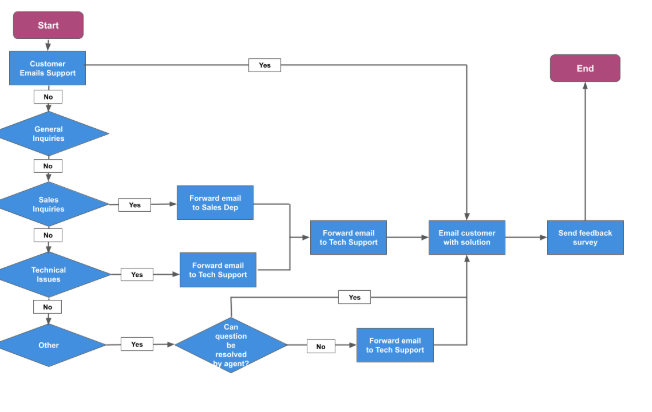 Start
Customer
Emails Support
Yes
End
No
General
Inquiries
No
Sales
Inquiries
Yes
Forward email
to Sales Dep
No
Forward email
to Tech Support
Email customer
with solution
Send feedback
survey
Technical
Issues
Yes
Forward email
to Tech Support
No
Yes
Other
Yes
Can
question
be
resolved
by agent?
No
Forward email
to Tech Support